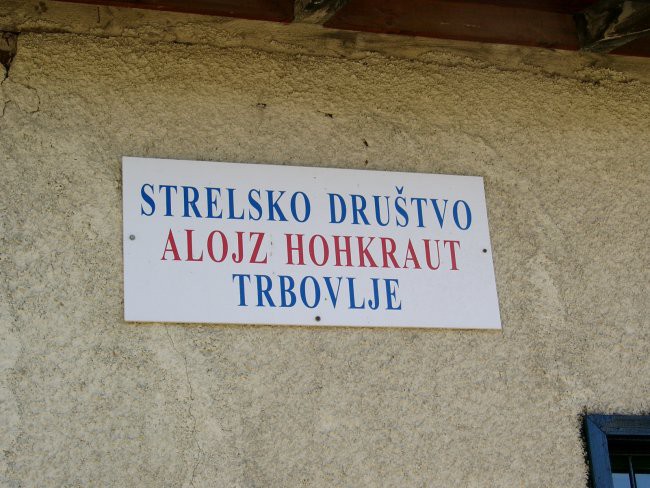 STRELSKO DRUŠTVO
ALOJZ HOHKRAUT
TRBOVLJE